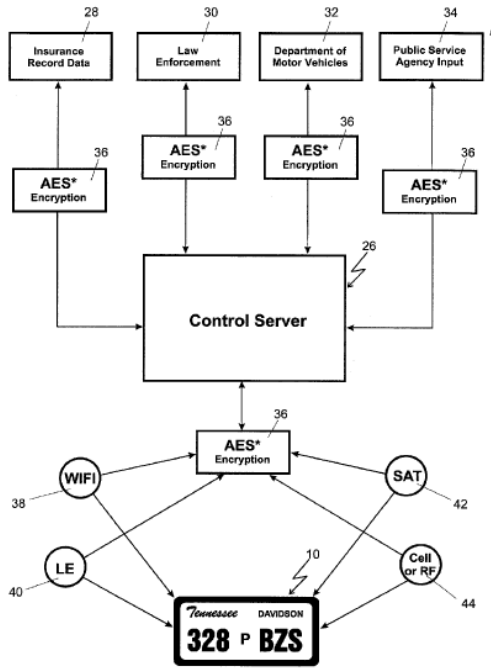 28
30
32
34
Insurance
Record Data
Law
Enforcement
Department of
Motor Vehicles
Public Service
Agency Input
36
AES*
Encryption
36
AES*
Encryption
36
AES*
Encryption
36
AES*
Encryption
26
Control Server
36
AES*
Encryption
WIFI
38
SAT
42
LE
40
Cell
or RF
44
10
Tennessee DAVIDSON
328 P BZS